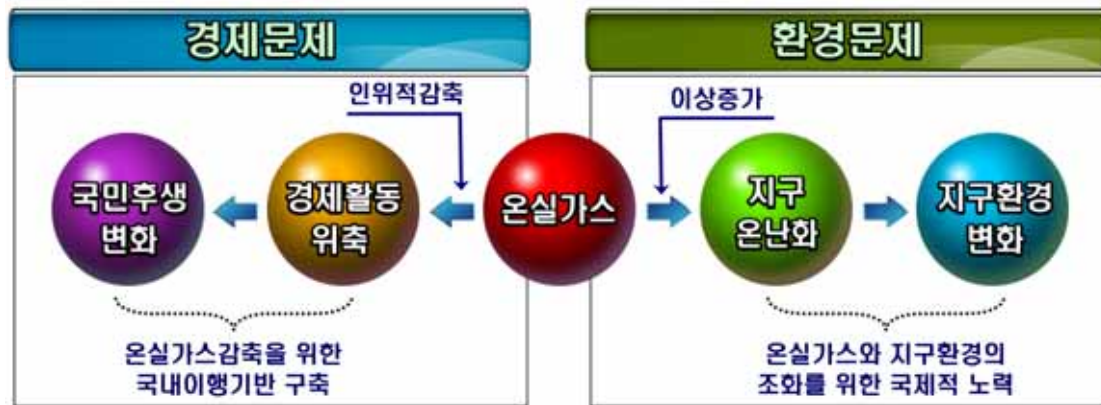 경제문제
환경문제
인위적감축
이상증가
국민후생
변화
경제활동
위축
온실가스
지구
온난화
지구환경
변화
온실가스감축을 위한
국내이행기반 구축
온실가스와 지구환경의
조화를 위한 국제적 노력